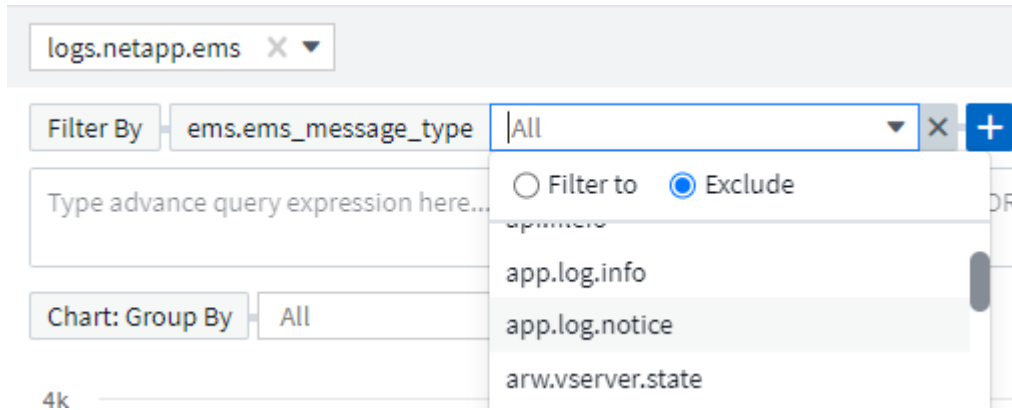 logs.netapp.ems
Filter By ems.ems_message_type All
Filter to Exclude
Type advance query expression here...
app.log.info
Chart: Group By All
app.log.notice
arw.vserver.state
4k